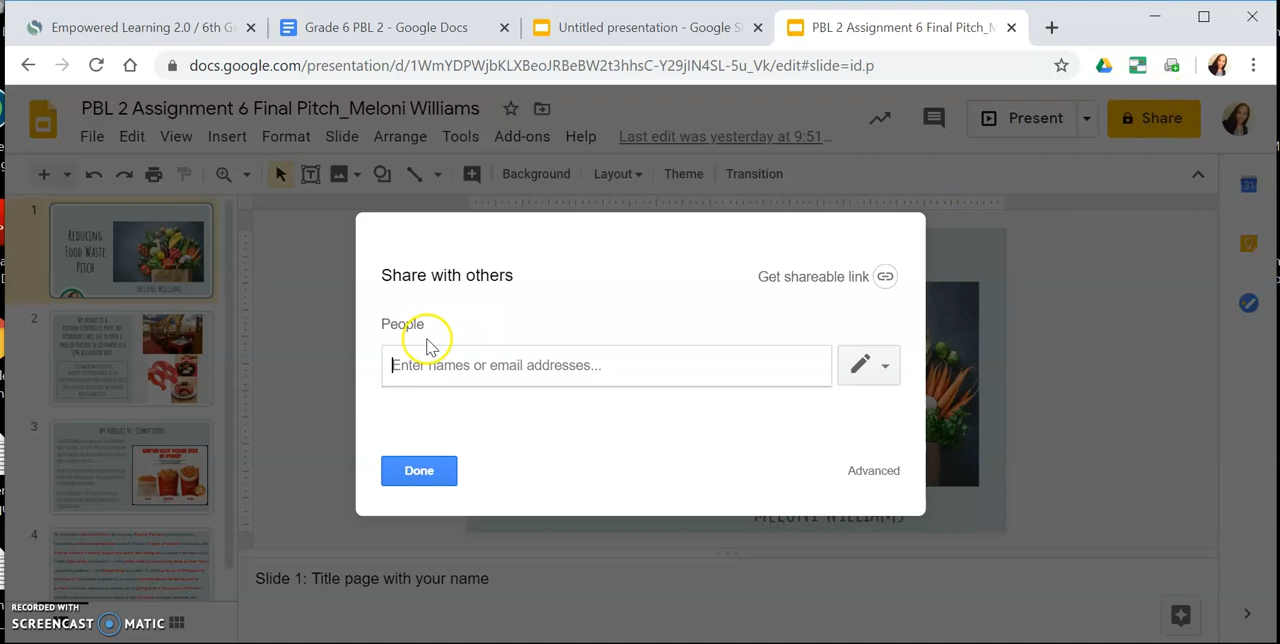 Empowered Learning 2.0 / 6th G
Grade 6 PBL 2 - Google Docs
Untitled presentation - Google S
PBL 2 Assignment 6 Final Pitch_M
docs.google.com/presentation/d/1WmYDPWjbKLXBeoJRBeBW2t3hhsC-Y29jIN4SL-5u_Vk/edit#slide=id.p
PBL 2 Assignment 6 Final Pitch_Meloni Williams
File Edit View Insert Format Slide Arrange Tools Add-ons Help Last edit was yesterday at 9:51...
Present
Share
Background Layout Theme Transition
1
REDUCING
FOOD WASTE
PITCH
MELONI WILLIAMS
2
3
MY PRODUCT VS. COMPETITORS
4
Share with others
Get shareable link
People
Enter names or email addresses...
Done
Advanced
MELONI WILLIAMS
Slide 1: Title page with your name
RECORDED WITH
SCREENCAST MATIC
31